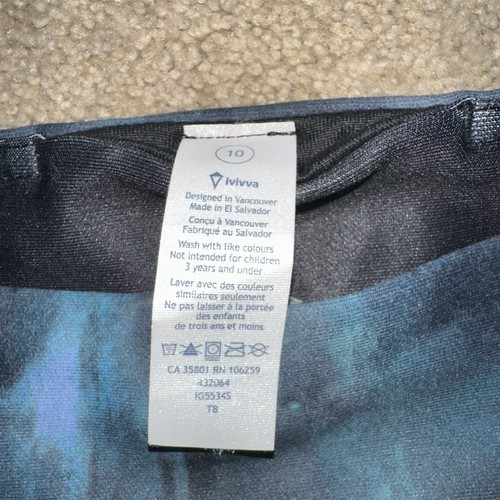 10
ivivva
Designed in Vancouver
Made in El Salvador
Conçu à Vancouver
Fabriqué au Salvador
Wash with like colours
Not intended for children
3 years and under
Laver avec des couleurs
similaires seulement
Ne pas laisser à la portée
des enfants
de trois ans et moins
CA 35801 RN 106259
432064
IG5534S
T8